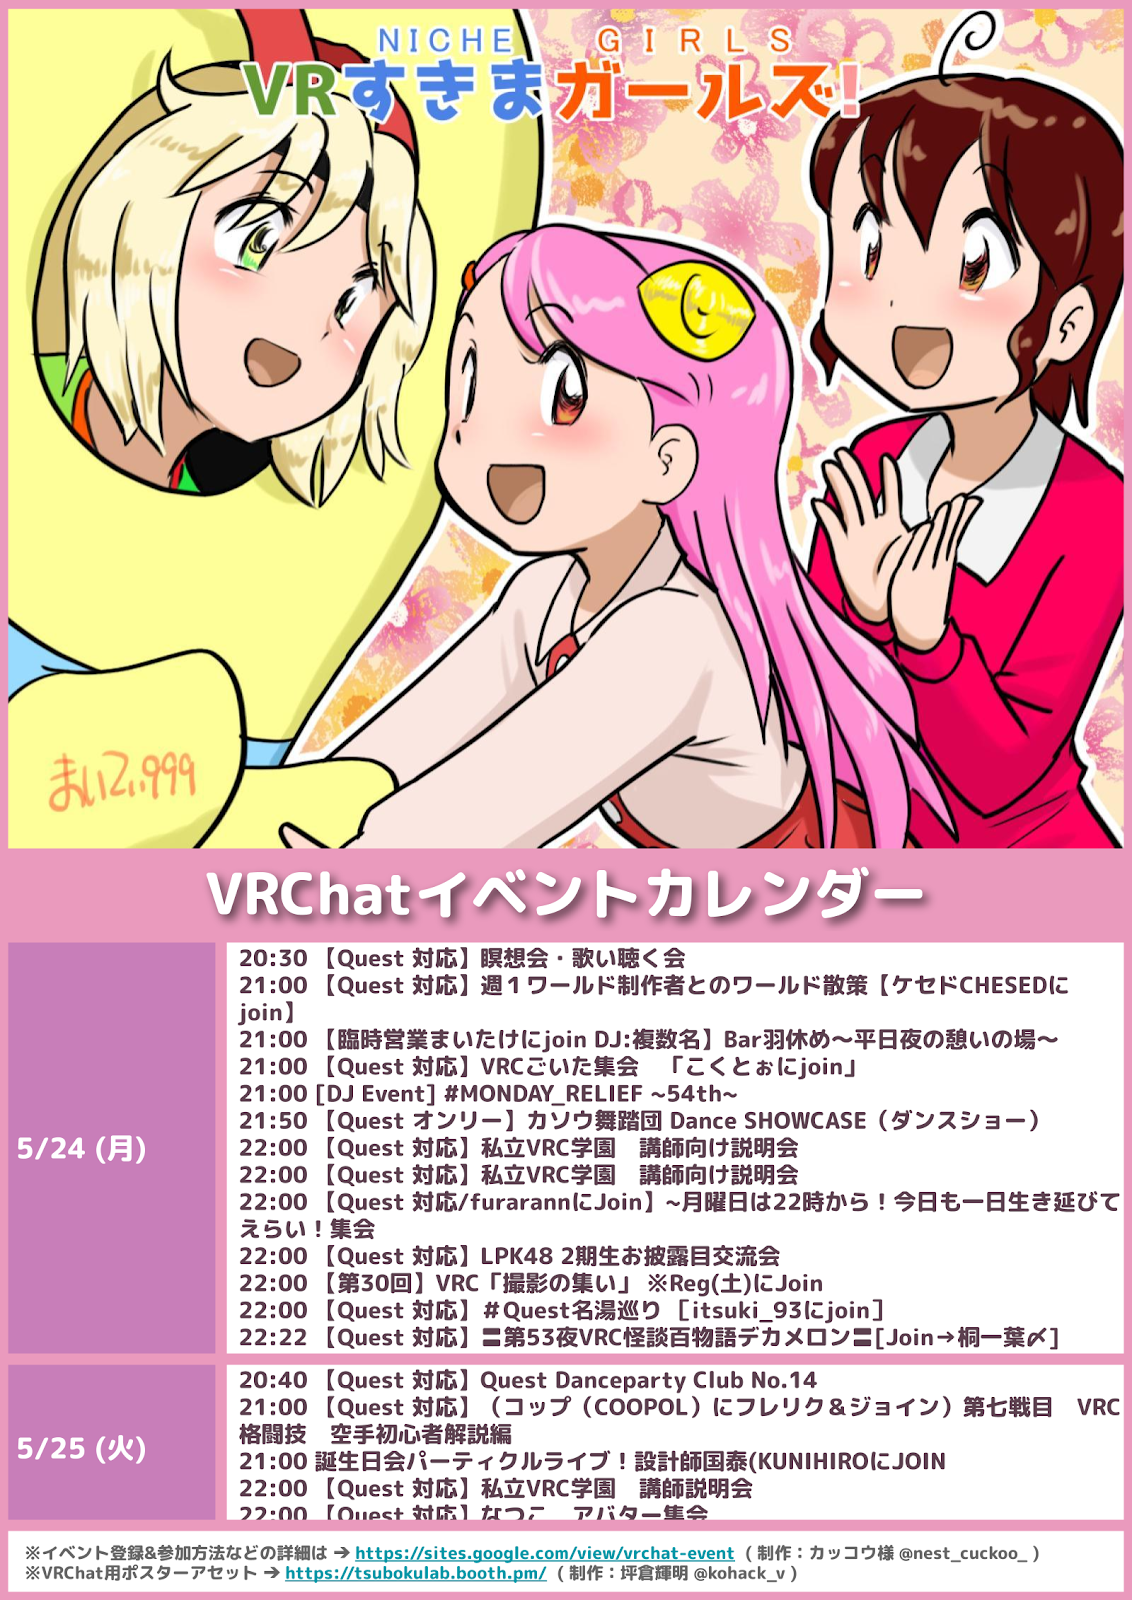 NICHE GIRLS
VRすきまガールズ!
まいてぃ999
VRChatイベントカレンダー
5/24 (月)
20:30 【Quest 対応】瞑想会・歌い聴く会
21:00 【Quest 対応】週１ワールド制作者とのワールド散策【ケセドCHESEDに
join】
21:00 【臨時営業まいたけにjoin DJ:複数名】Bar羽休め～平日夜の憩いの場～
21:00 【Quest 対応】VRCごいた集会　「こくとぉにjoin」
21:00 [DJ Event] #MONDAY_RELIEF ~54th~
21:50 【Quest オンリー】カソウ舞踏団 Dance SHOWCASE（ダンスショー）
22:00 【Quest 対応】私立VRC学園　講師向け説明会
22:00 【Quest 対応】私立VRC学園　講師向け説明会
22:00 【Quest 対応/furarannにJoin】~月曜日は22時から！今日も一日生き延びて
えらい！集会
22:00 【Quest 対応】LPK48 2期生お披露目交流会
22:00 【第30回】VRC「撮影の集い」 ※Reg(土)にJoin
22:00 【Quest 対応】＃Quest名湯巡り ［itsuki_93にjoin］
22:22 【Quest 対応】〓第53夜VRC怪談百物語デカメロン〓[Join→桐一葉〆]
5/25 (火)
20:40 【Quest 対応】Quest Danceparty Club No.14
21:00 【Quest 対応】（コップ（COOPOL）にフレリク＆ジョイン）第七戦目　VRC
格闘技　空手初心者解説編
21:00 誕生日会パーティクルライブ！設計師国泰(KUNIHIROにJOIN
22:00 【Quest 対応】私立VRC学園　講師説明会
22:00 【Quest 対応】なつこ　アバター集会
※イベント登録&参加方法などの詳細は → https://sites.google.com/view/vrchat-event （制作：カッコウ様 @nest_cuckoo_ ）
※VRChat用ポスターアセット → https://tsubokulab.booth.pm/ （制作：坪倉輝明 @kohack_v ）